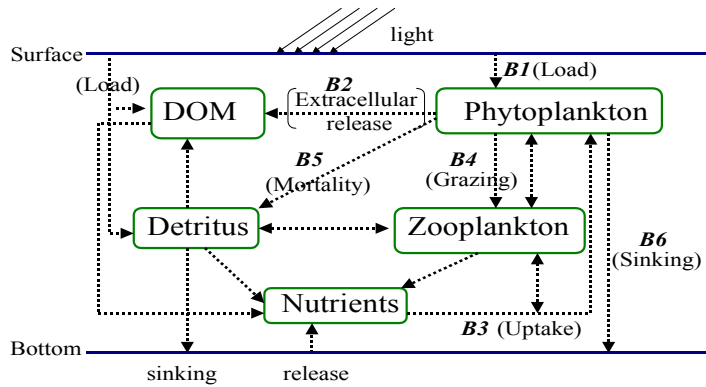 light
Surface
B1(Load)
(Load)
B2
DOM
Extracellular
release
Phytoplankton
B5
(Mortality)
B4
(Grazing)
Detritus
Zooplankton
B6
(Sinking)
Nutrients
B3 (Uptake)
Bottom
sinking
release